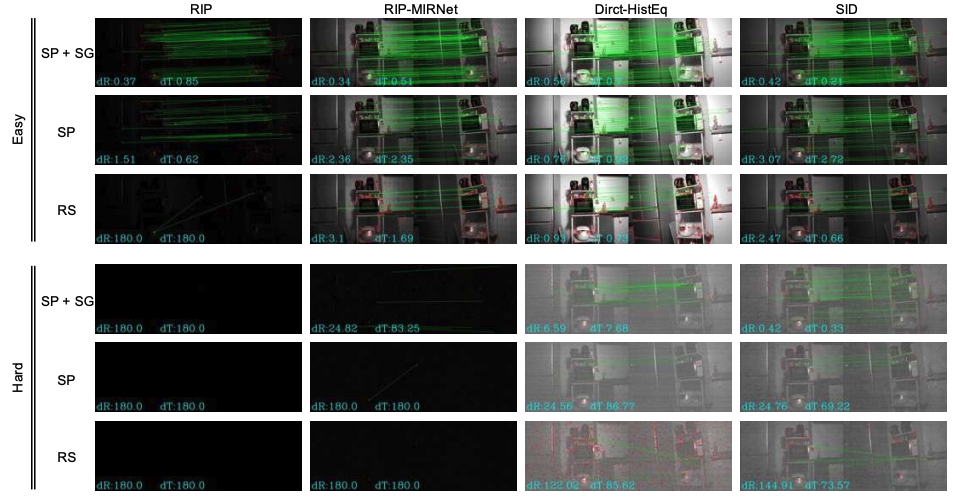 RIP RIP-MIRNet Dirct-HistEq SID
Easy
SP + SG
dR:0.37 dT:0.85 dR:0.34 dT:0.51 dR:0.56 dR:0.42 dT:0.21
SP
dR:1.51 dT:0.62 dR:2.36 dT:2.35 dR:0.76 dR:3.07 dT:2.72
RS
dR:180.0 dT:180.0 dR:3.1 dT:1.69 dR:0.93 dT:0.73 dR:2.47 dT:0.66
Hard
SP + SG
dR:180.0 dT:180.0 dR:24.82 dT:83.25 dR:6.59 dT:7.68 dR:0.42 dT:0.33
SP
dR:180.0 dT:180.0 dR:180.0 dT:180.0 dR:24.56 dT:86.77 dR:24.76 dT:69.22
RS
dR:180.0 dT:180.0 dR:180.0 dT:180.0 dR:122.02 dT:85.62 dR:144.91 dT:73.57